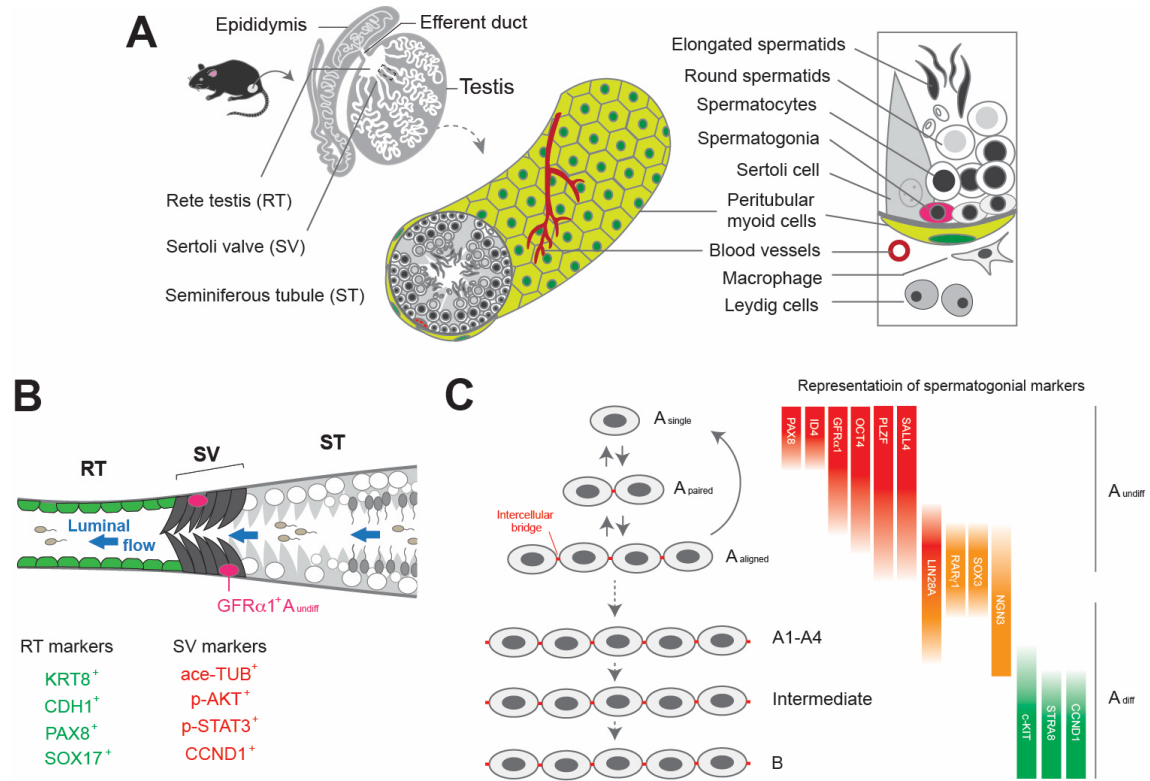 A
Epididymis
Efferent duct
Testis
Rete testis (RT)
Sertoli valve (SV)
Seminiferous tubule (ST)
Elongated spermatids
Round spermatids
Spermatocytes
Spermatogonia
Sertoli cell
Peritubular
myoid cells
Blood vessels
Macrophage
Leydig cells
B
RT
SV
ST
Luminal
flow
GFRα1⁺A undiff
RT markers
KRT8⁺
CDH1⁺
PAX8⁺
SOX17⁺
SV markers
ace-TUB⁺
p-AKT⁺
p-STAT3⁺
CCND1⁺
C
A single
A paired
Intercellular
bridge
A aligned
A1-A4
Intermediate
B
Representatioin of spermatogonial markers
PAX8
ID4
GFRα1
OCT4
PLZF
SALL4
LIN28A
RARγ1
SOX3
NGN3
c-KIT
STRA8
CCND1
A undiff
A diff